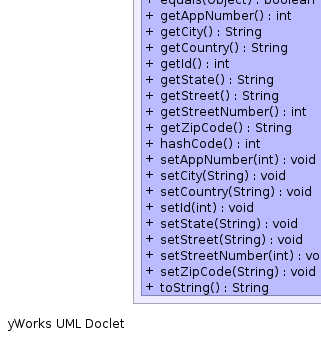 + equals(Object) : boolean
+ getAppNumber() : int
+ getCity() : String
+ getCountry() : String
+ getId() : int
+ getState() : String
+ getStreet() : String
+ getStreetNumber() : int
+ getZipCode() : String
+ hashCode() : int
+ setAppNumber(int) : void
+ setCity(String) : void
+ setCountry(String) : void
+ setId(int) : void
+ setState(String) : void
+ setStreet(String) : void
+ setStreetNumber(int) : vo
+ setZipCode(String) : void
+ toString() : String
yWorks UML Doclet